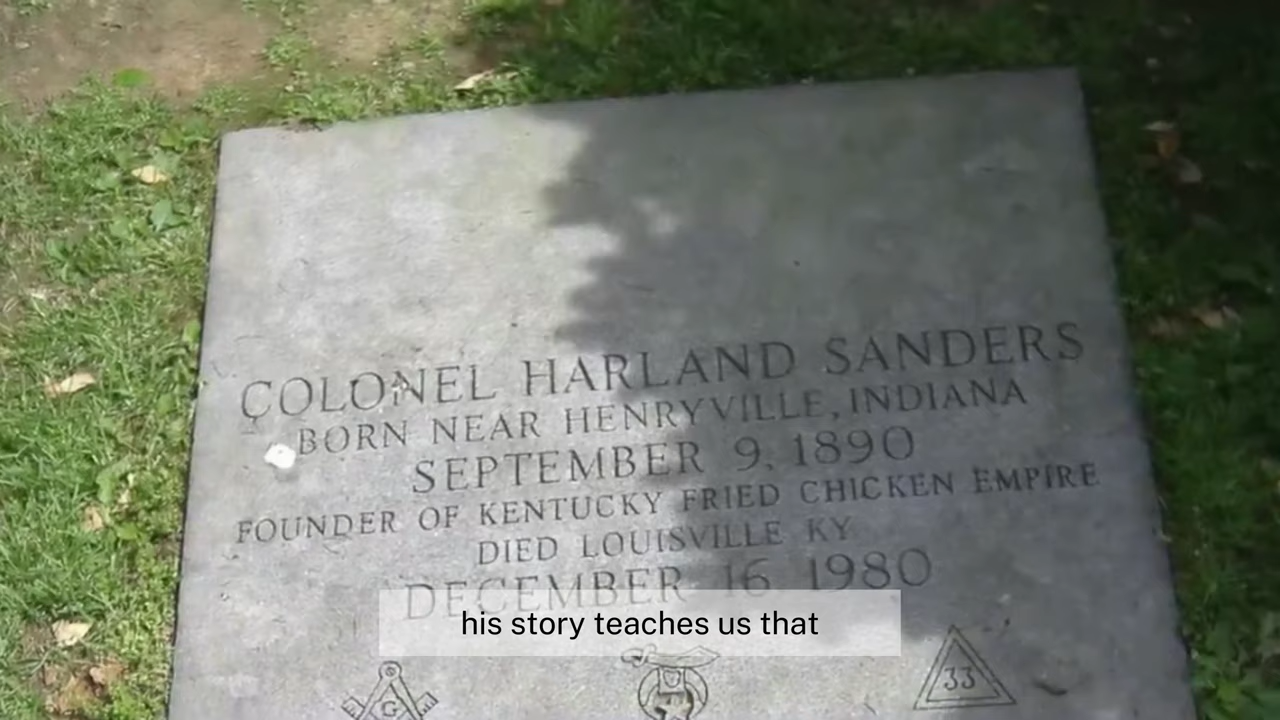 COLONEL HARLAND SANDERS
BORN NEAR HENRYVILLE, INDIANA
SEPTEMBER 9, 1890
FOUNDER OF KENTUCKY FRIED CHICKEN EMPIRE
DIED LOUISVILLE KY
DECEMBER 16 1980
his story teaches us that
G
33